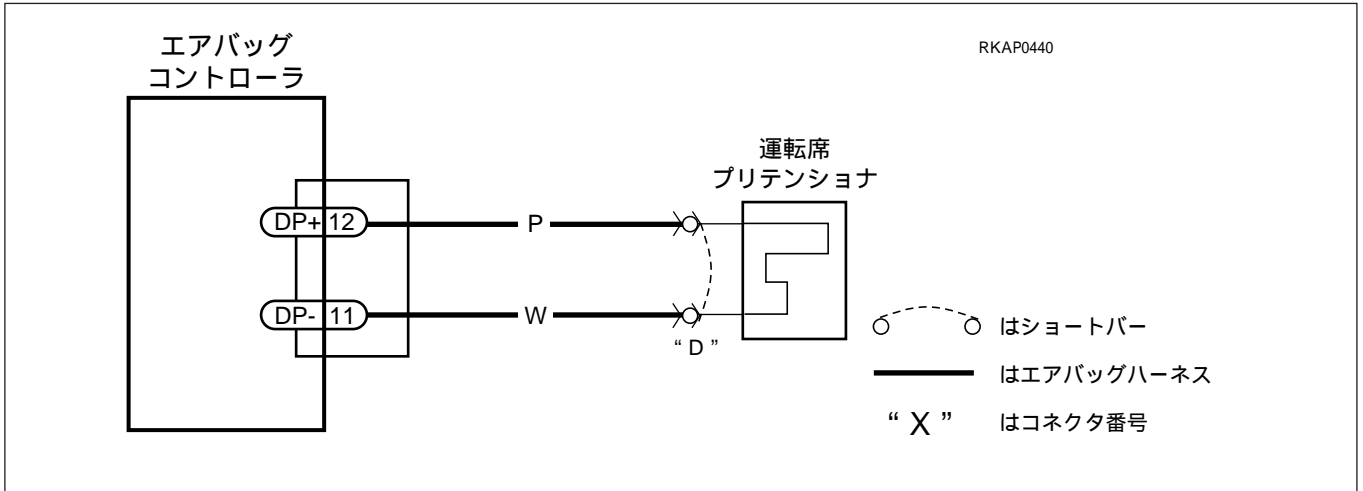 エアバッグ
コントローラ
RKAP0440
運転席
プリテンショナ
DP+ 12
P
DP- 11
W
“ D ”
はショートバー
はエアバッグハーネス
“ X ” はコネクタ番号